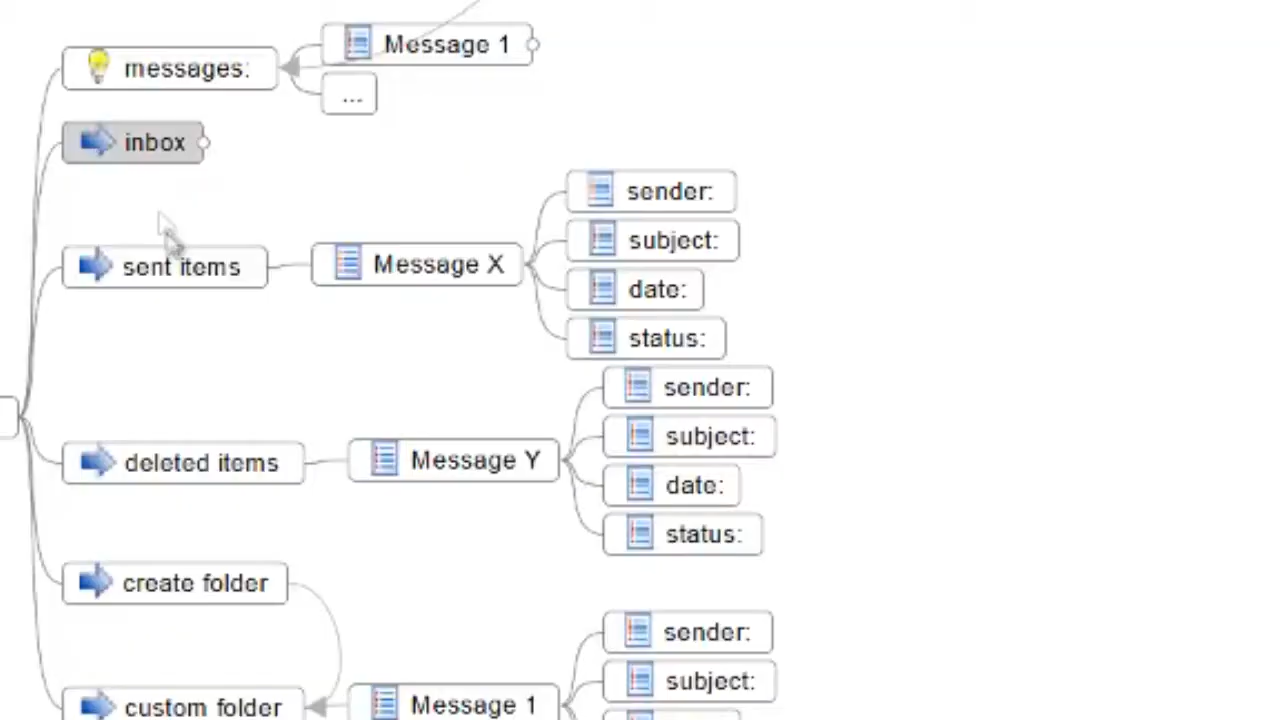 Message 1
messages:
...
inbox
sender:
subject:
sent items
Message X
date:
status:
sender:
subject:
deleted items
Message Y
date:
status:
create folder
sender:
subject:
custom folder
Message 1